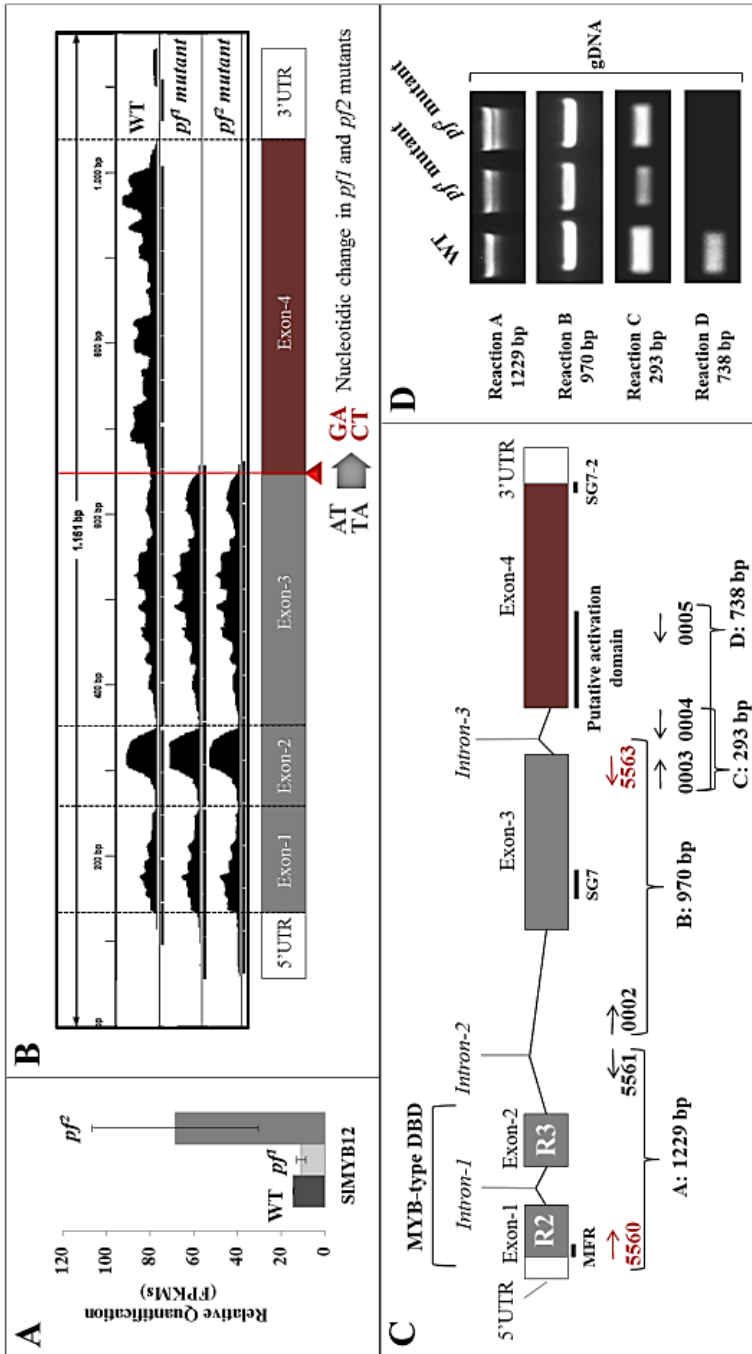 A
Relative Quantification
(FPKMs)
120
100
80
60
40
20
0
WT
pf¹
pf²
SlMYB12
B
1.161 bp
bp
200 bp
400 bp
600 bp
800 bp
1.000 bp
WT
pf¹ mutant
pf² mutant
5'UTR
Exon-1
Exon-2
Exon-3
Exon-4
3'UTR
AT
TA
GA
CT
Nucleotidic change in pf1 and pf2 mutants
C
MYB-type DBD
Intron-1
Intron-2
Intron-3
5'UTR
Exon-1
Exon-2
Exon-3
Exon-4
3'UTR
R2
R3
MFR
SG7
Putative activation
domain
SG7-2
5560
5561
0002
5563
0003
0004
0005
A: 1229 bp
B: 970 bp
C: 293 bp
D: 738 bp
D
WT
pf¹ mutant
pf² mutant
Reaction A
1229 bp
Reaction B
970 bp
Reaction C
293 bp
Reaction D
738 bp
gDNA